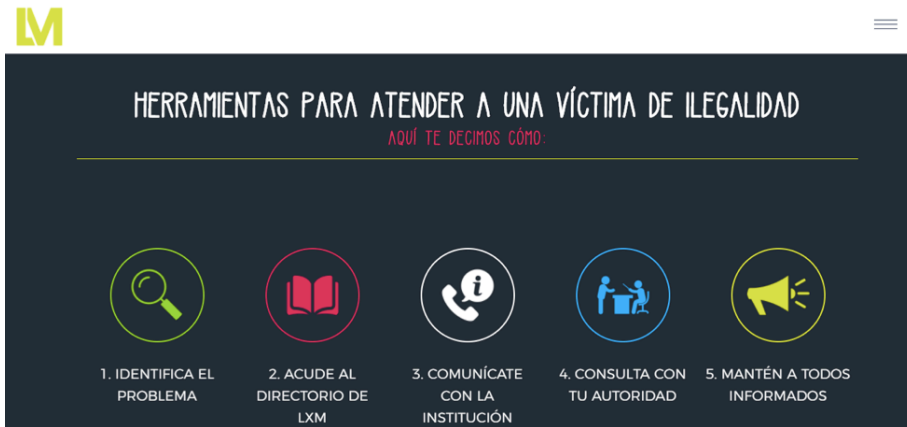 LM
HERRAMIENTAS PARA ATENDER A UNA VÍCTIMA DE ILEGALIDAD
AQUÍ TE DECIMOS CÓMO:
i
1. IDENTIFICA EL
PROBLEMA
2. ACUDE AL
DIRECTORIO DE
LXM
3. COMUNÍCATE
CON LA
INSTITUCIÓN
4. CONSULTA CON
TU AUTORIDAD
5. MANTÉN A TODOS
INFORMADOS